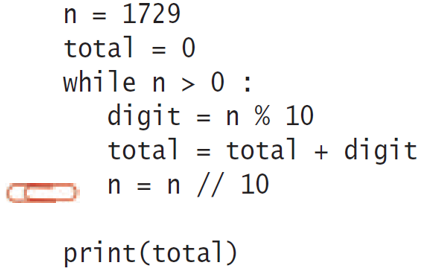 n = 1729
total = 0
while n > 0 :
   digit = n % 10
   total = total + digit
   n = n // 10
print(total)